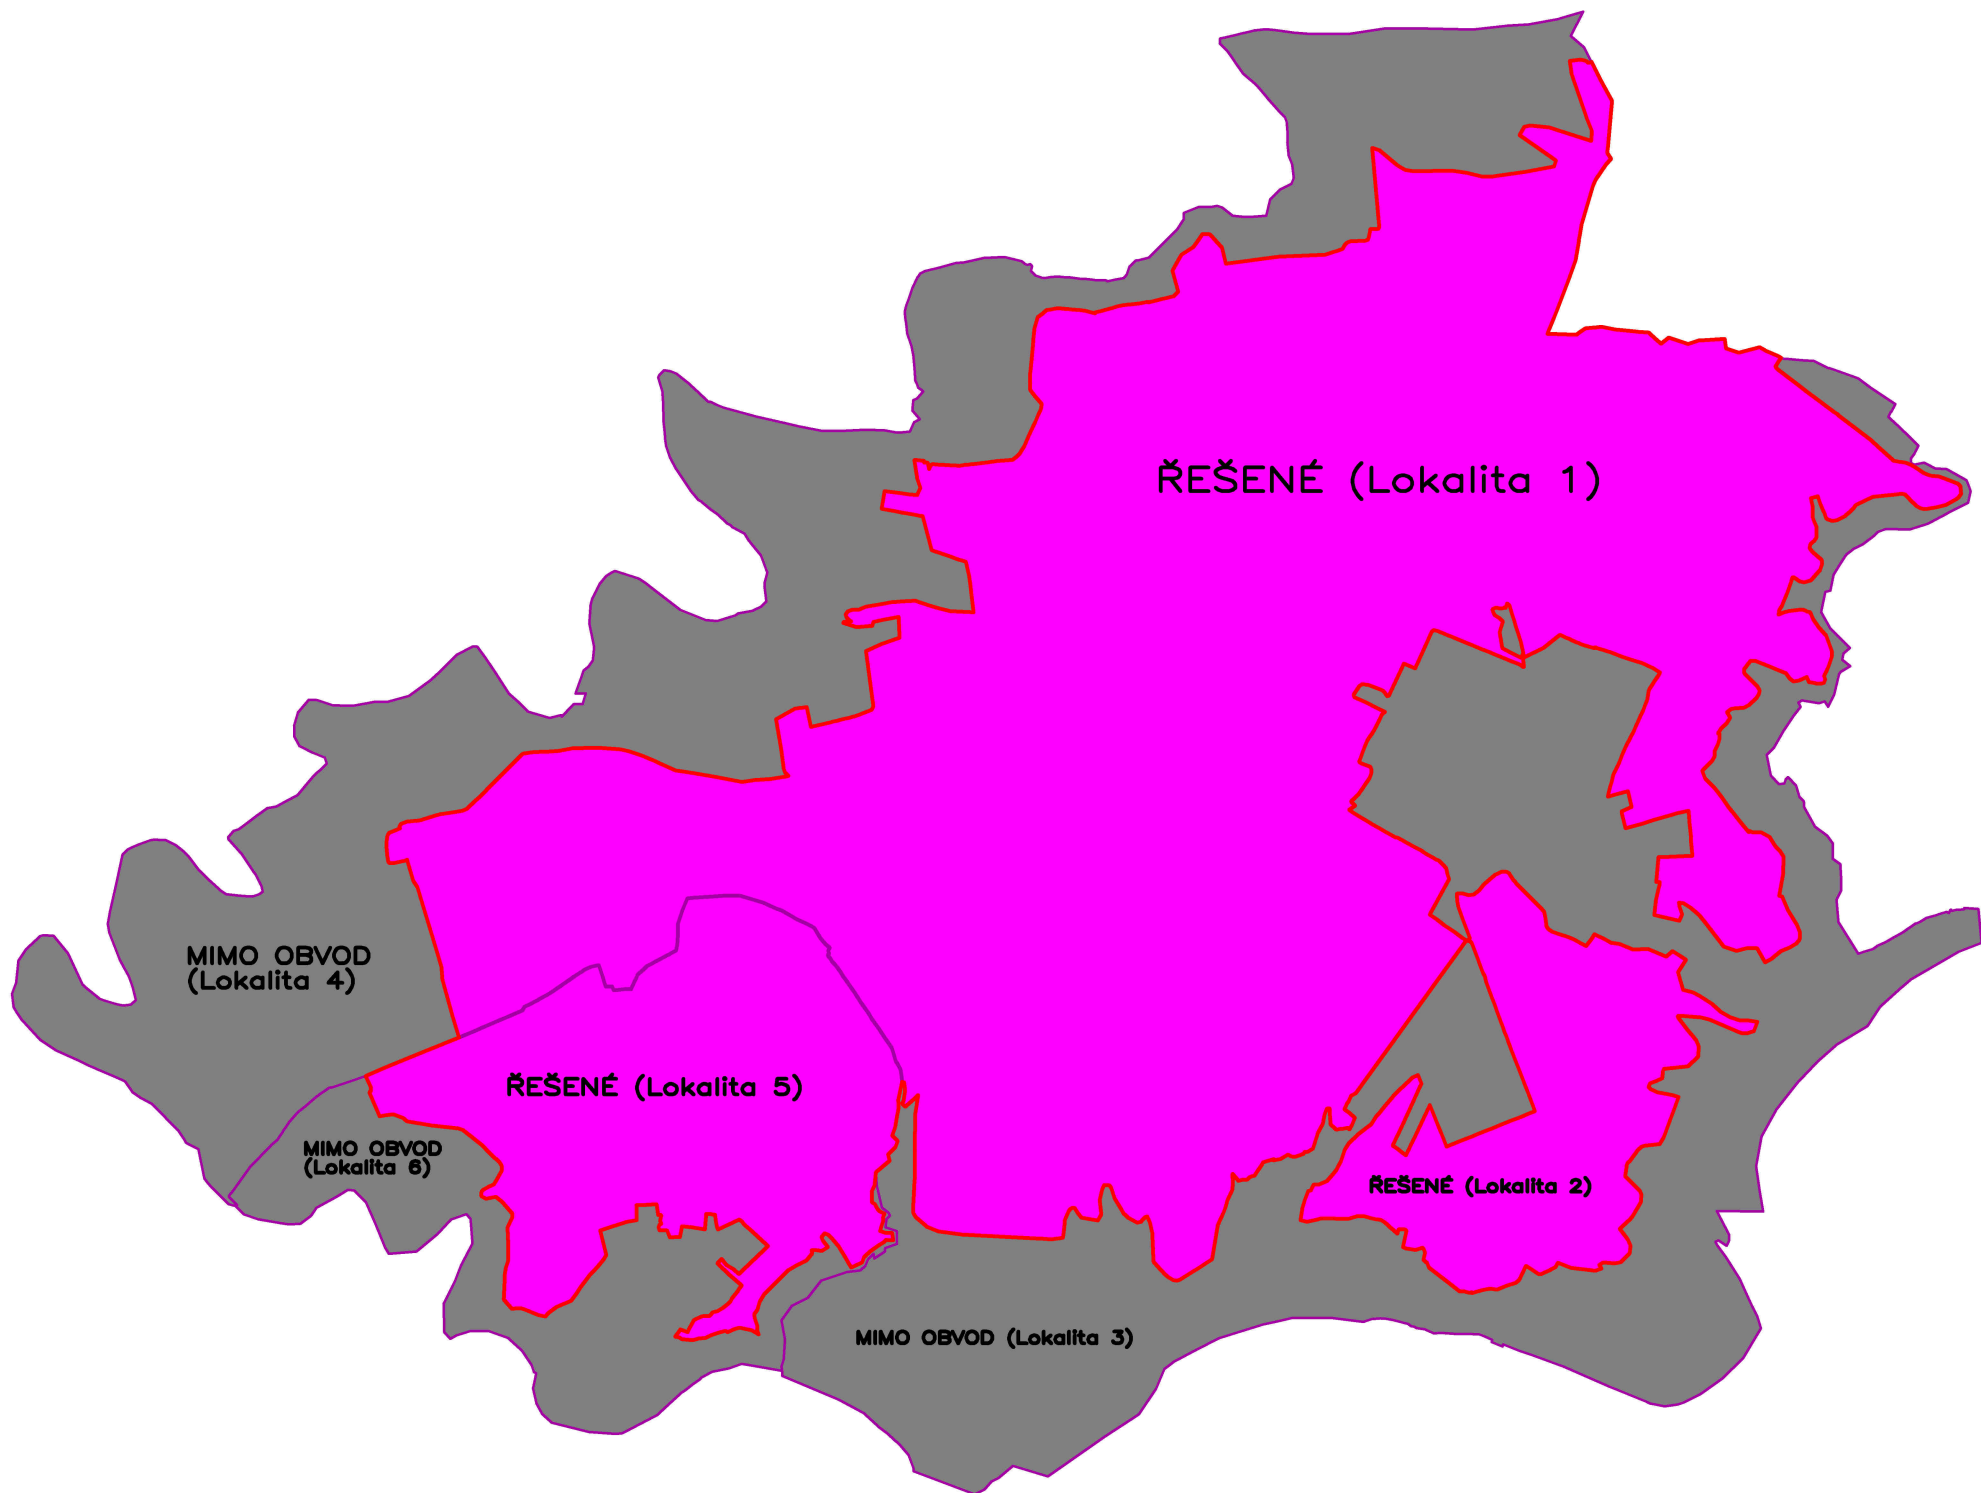 ŘEŠENÉ (Lokalita 1)
MIMO OBVOD
(Lokalita 4)
ŘEŠENÉ (Lokalita 5)
MIMO OBVOD
(Lokalita 6)
ŘEŠENÉ (Lokalita 2)
MIMO OBVOD (Lokalita 3)